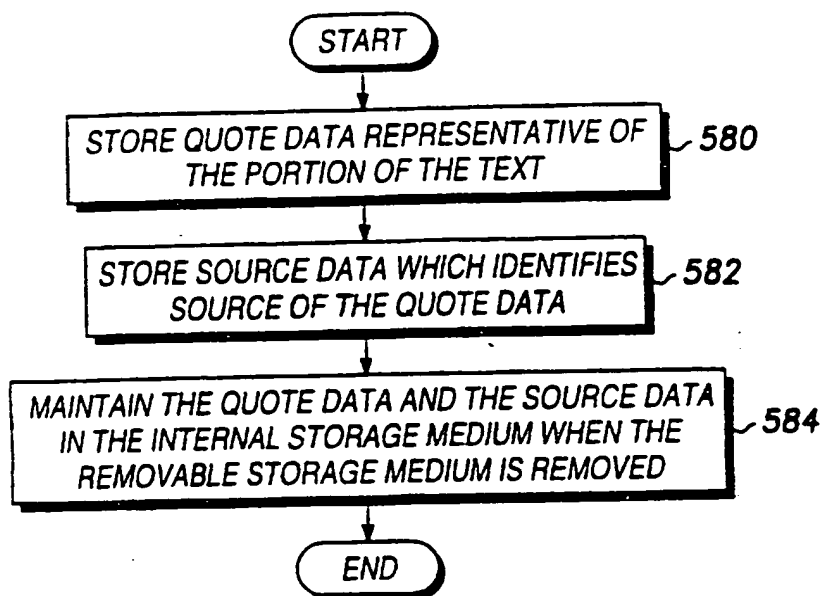 START
STORE QUOTE DATA REPRESENTATIVE OF
THE PORTION OF THE TEXT
580
STORE SOURCE DATA WHICH IDENTIFIES
SOURCE OF THE QUOTE DATA
582
MAINTAIN THE QUOTE DATA AND THE SOURCE DATA
IN THE INTERNAL STORAGE MEDIUM WHEN THE
REMOVABLE STORAGE MEDIUM IS REMOVED
584
END